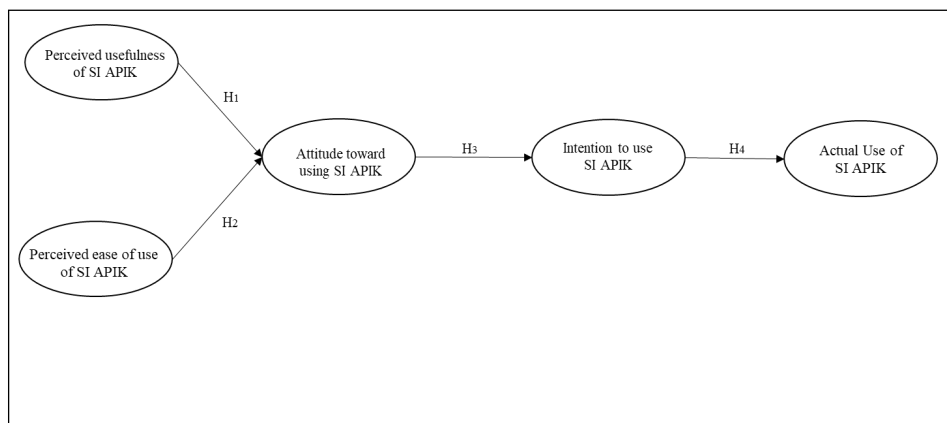 Perceived usefulness
of SI APIK
H1
Attitude toward
using SI APIK
H3
Intention to use
SI APIK
H4
Actual Use of
SI APIK
H2
Perceived ease of use
of SI APIK